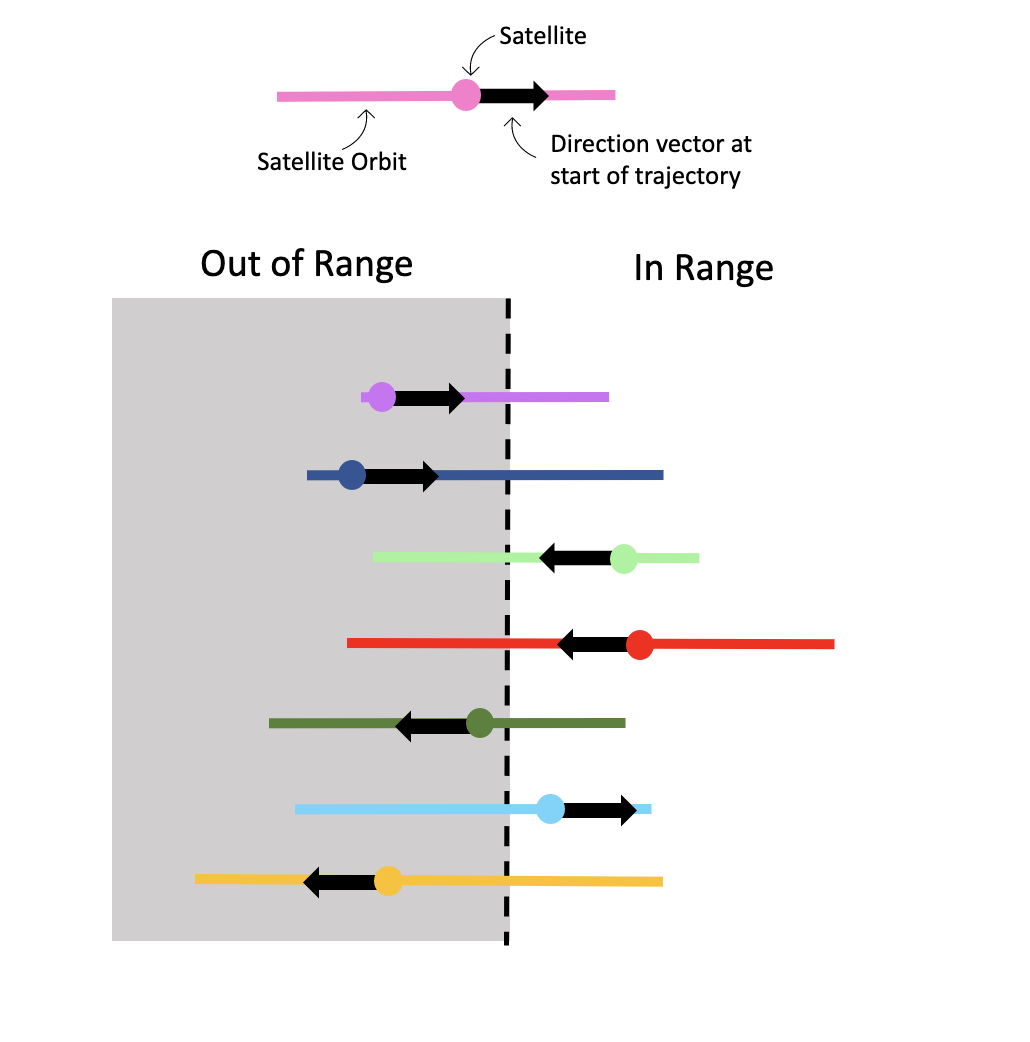 Satellite
Satellite Orbit
Direction vector at
start of trajectory
Out of Range
In Range